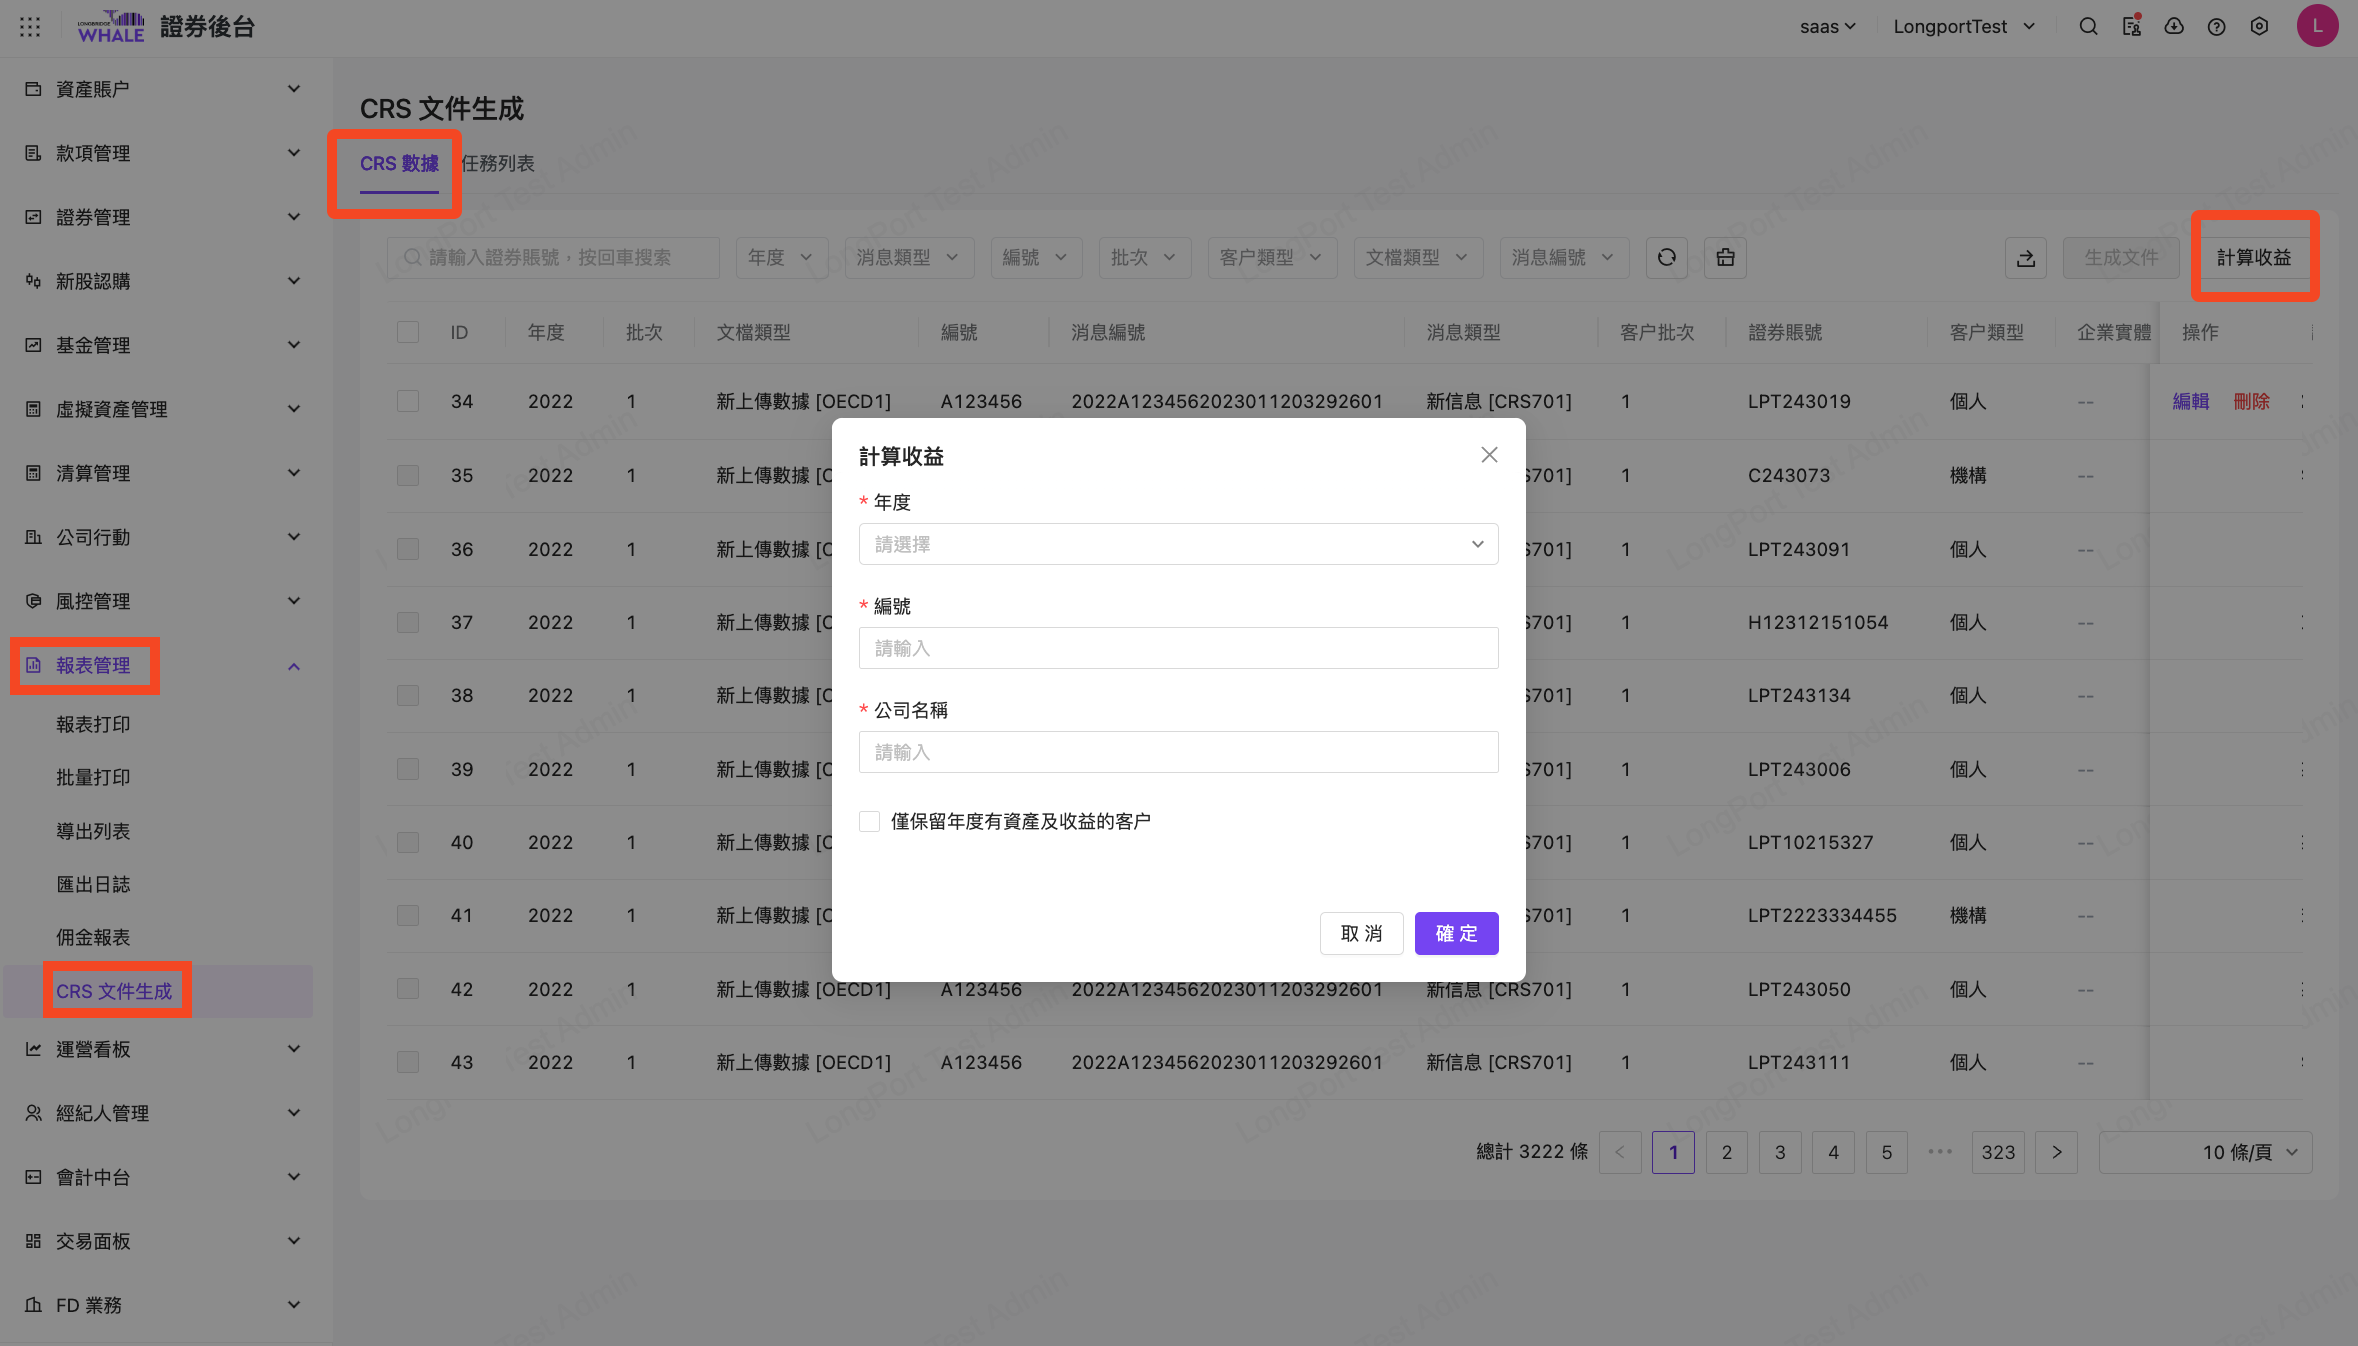 LONGBRIDGE
WHALE
證券後台
saas
LongportTest
L
資產賬户
款項管理
證券管理
新股認購
基金管理
虛擬資產管理
清算管理
公司行動
風控管理
報表管理
報表打印
批量打印
導出列表
匯出日誌
佣金報表
CRS 文件生成
運營看板
經紀人管理
會計中台
交易面板
FD 業務
CRS 文件生成
CRS 數據 任務列表
請輸入證券賬號，按回車搜索 年度 消息類型 編號 批次 客户類型 文檔類型 消息編號 生成文件 計算收益
ID 年度 批次 文檔類型 編號 消息編號 消息類型 客户批次 證券賬號 客户類型 企業實體 操作
34 2022 1 新上傳數據 [OECD1] A123456 2022A1234562023011203292601 新信息 [CRS701] 1 LPT243019 個人 -- 編輯 刪除
35 2022 1 新上傳數據 [O S701] 1 C243073 機構 --
36 2022 1 新上傳數據 [O S701] 1 LPT243091 個人 --
37 2022 1 新上傳數據 [O S701] 1 H12312151054 個人 --
38 2022 1 新上傳數據 [O S701] 1 LPT243134 個人 --
39 2022 1 新上傳數據 [O S701] 1 LPT243006 個人 --
40 2022 1 新上傳數據 [O S701] 1 LPT10215327 個人 --
41 2022 1 新上傳數據 [O S701] 1 LPT2223334455 機構 --
42 2022 1 新上傳數據 [OECD1] A123456 2022A1234562023011203292601 新信息 [CRS701] 1 LPT243050 個人 --
43 2022 1 新上傳數據 [OECD1] A123456 2022A1234562023011203292601 新信息 [CRS701] 1 LPT243111 個人 --
總計 3222 條 < 1 2 3 4 5 ••• 323 > 10 條/頁
計算收益
* 年度
請選擇
* 編號
請輸入
* 公司名稱
請輸入
僅保留年度有資產及收益的客户
取 消 確 定
LongPort Test Admin